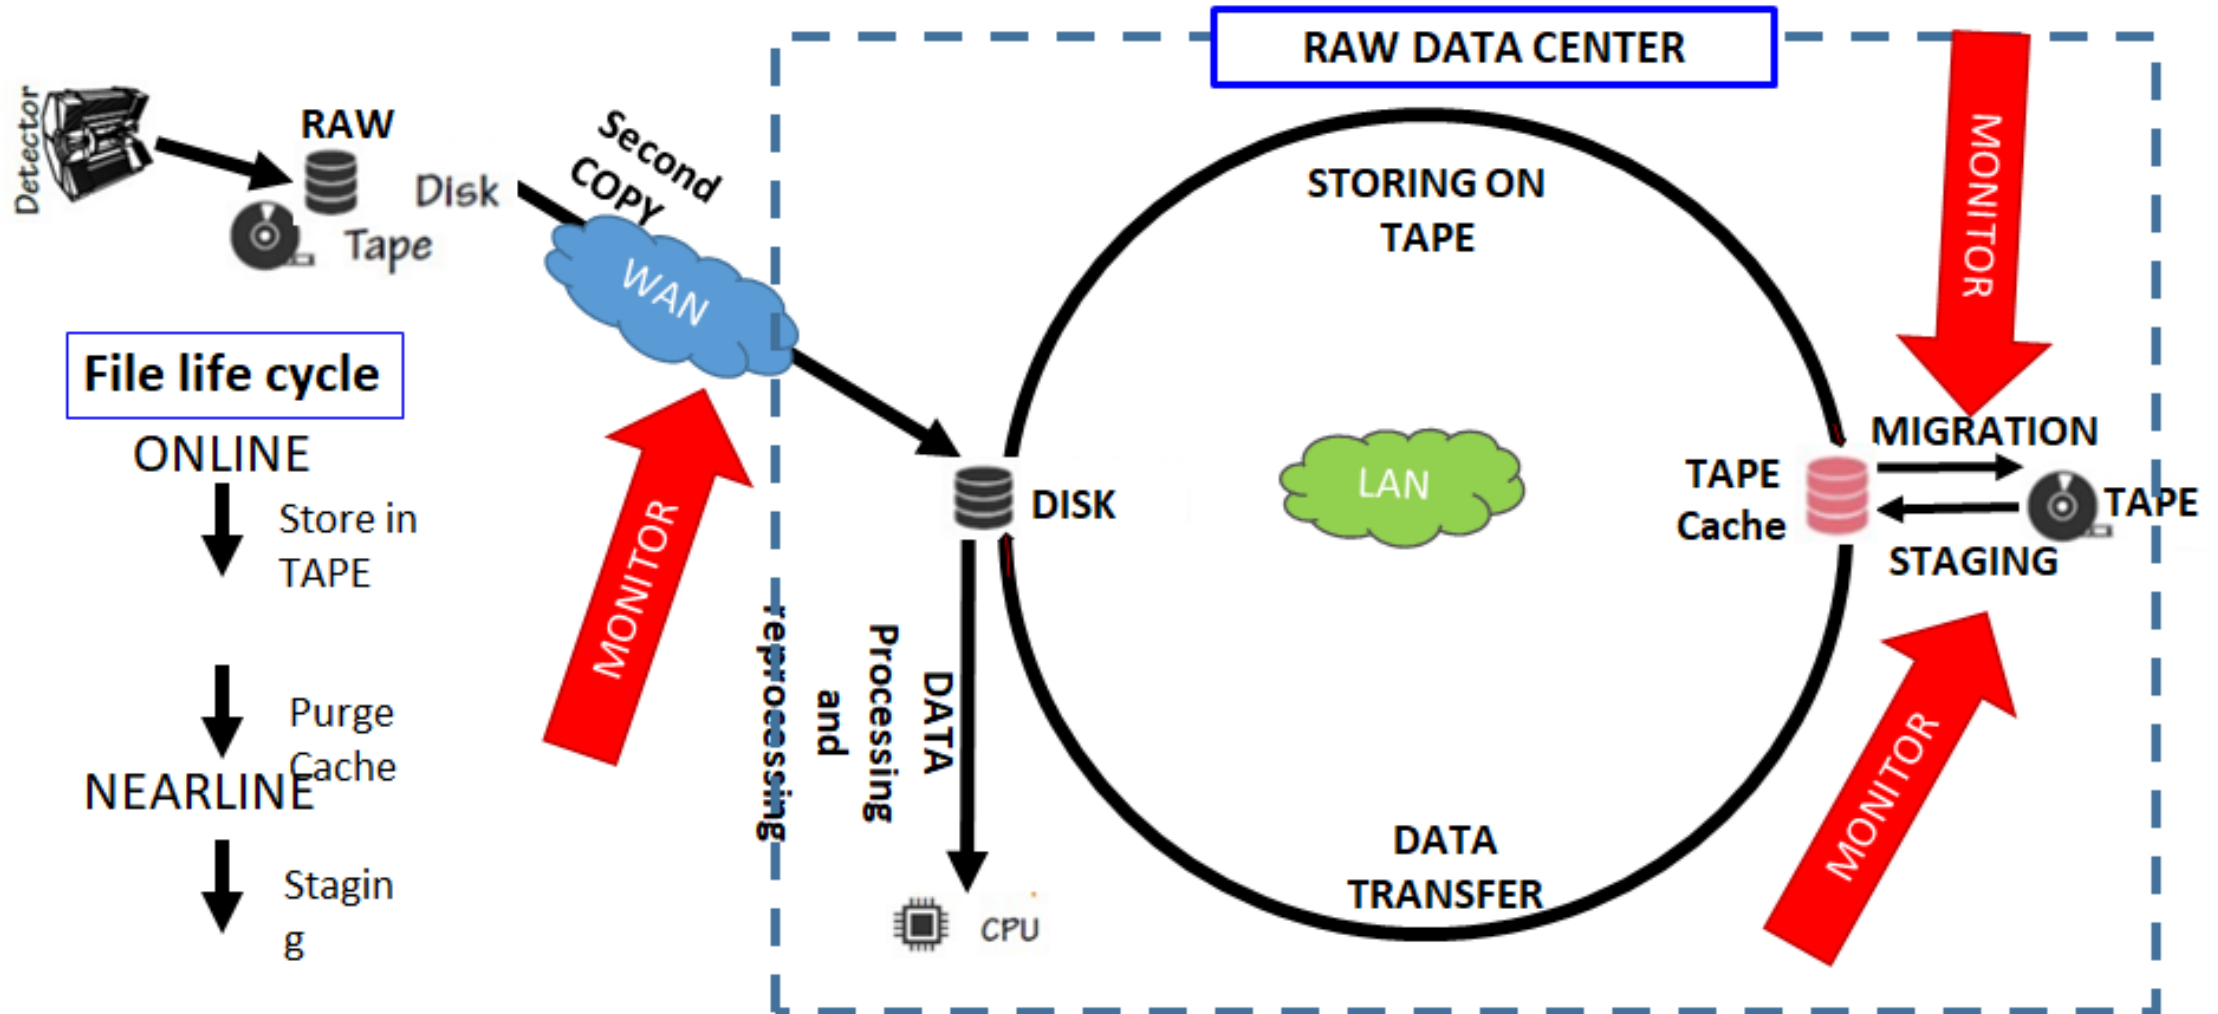 RAW DATA CENTER
Detector
RAW
Disk
Tape
Second
COPY
WAN
MONITOR
STORING ON
TAPE
MONITOR
File life cycle
ONLINE
Store in
TAPE
Purge
Cache
NEARLINE
Stagin
g
DISK
LAN
TAPE
Cache
MIGRATION
TAPE
STAGING
DATA
Processing
and
reprocessing
CPU
DATA
TRANSFER
MONITOR